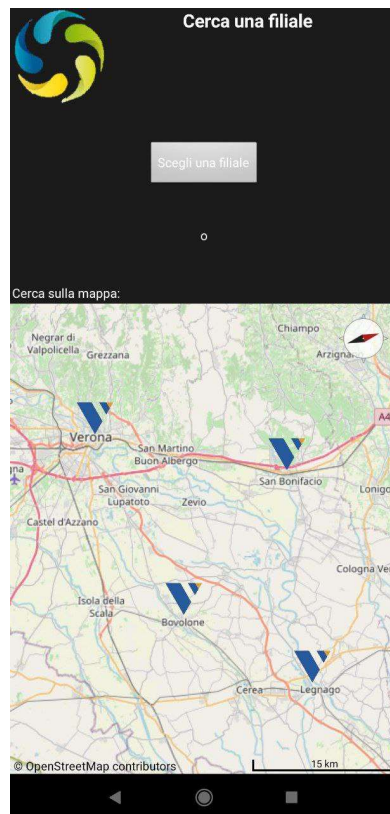 Cerca una filiale
Scegli una filiale
o
Cerca sulla mappa:
Chiampo
Negrar di
Valpolicella
Grezzana
Arzignan
A4
Verona
San Martino
Buon Albergo
San Bonifacio
gna
San Giovanni
Lupatoto
Zevio
Lonigo
Castel d'Azzano
Cologna Ve
Isola della
Scala
Bovolone
Cerea
Legnago
© OpenStreetMap contributors
15 km